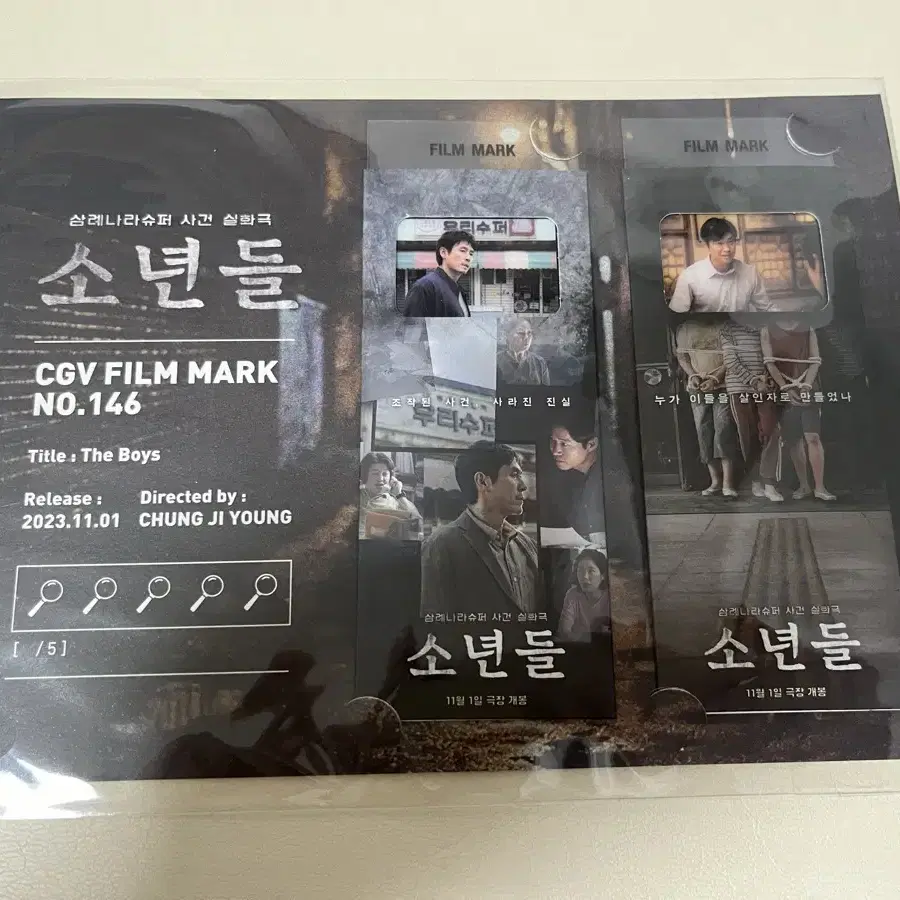 삼례나라슈퍼 사건 실화극
소년들
CGV FILM MARK
NO.146
Title : The Boys
Release :
2023.11.01
Directed by :
CHUNG JI YOUNG
[ /5]
FILM MARK
우리슈퍼
조작된 사건 사라진 진실
우리슈퍼
삼례나라슈퍼 사건 실화극
소년들
11월 1일 극장 개봉
FILM MARK
누가 이들을 살인자로 만들었나
삼례나라슈퍼 사건 실화극
소년들
11월 1일 극장 개봉